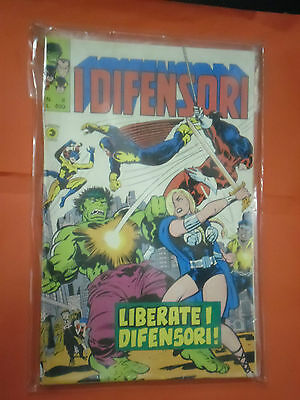 I DIFENSORI
N.
L.
LIBERATE I
DIFENSORI!